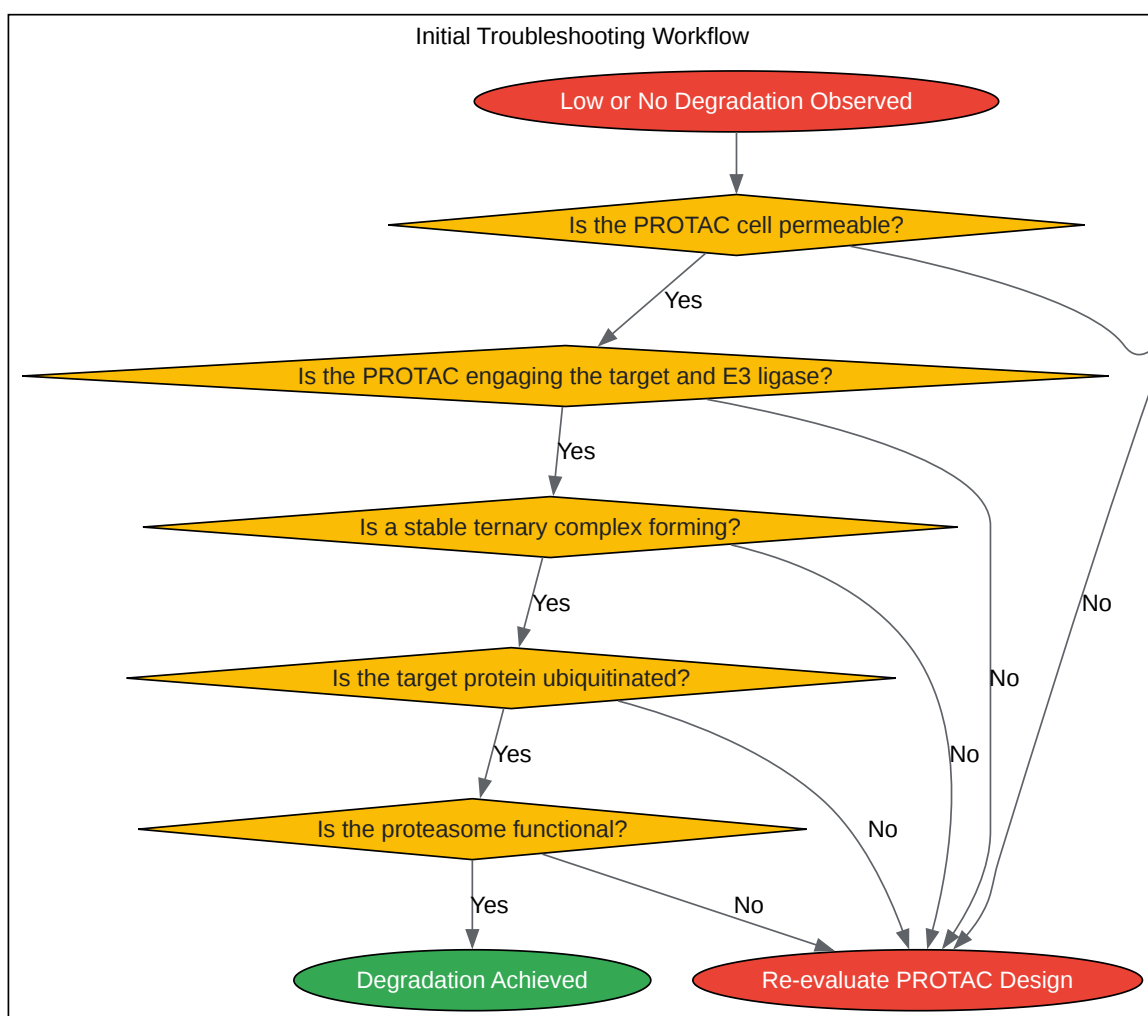 Initial Troubleshooting Workflow
Low or No Degradation Observed
Is the PROTAC cell permeable?
Yes
Is the PROTAC engaging the target and E3 ligase?
Yes
Is a stable ternary complex forming?
Yes
No
Is the target protein ubiquitinated?
No
Yes
No
Is the proteasome functional?
No
Yes
No
Degradation Achieved
Re-evaluate PROTAC Design